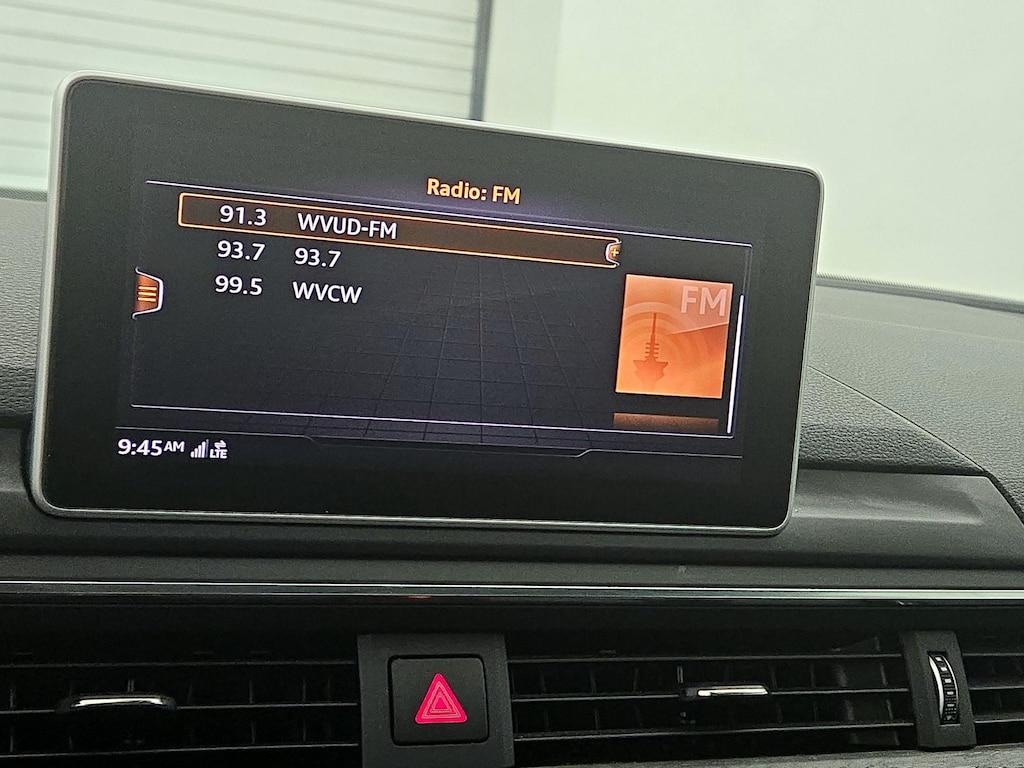 Radio: FM
91.3 WVUD-FM
93.7 93.7
99.5 WVCW
FM
9:45AM LTE